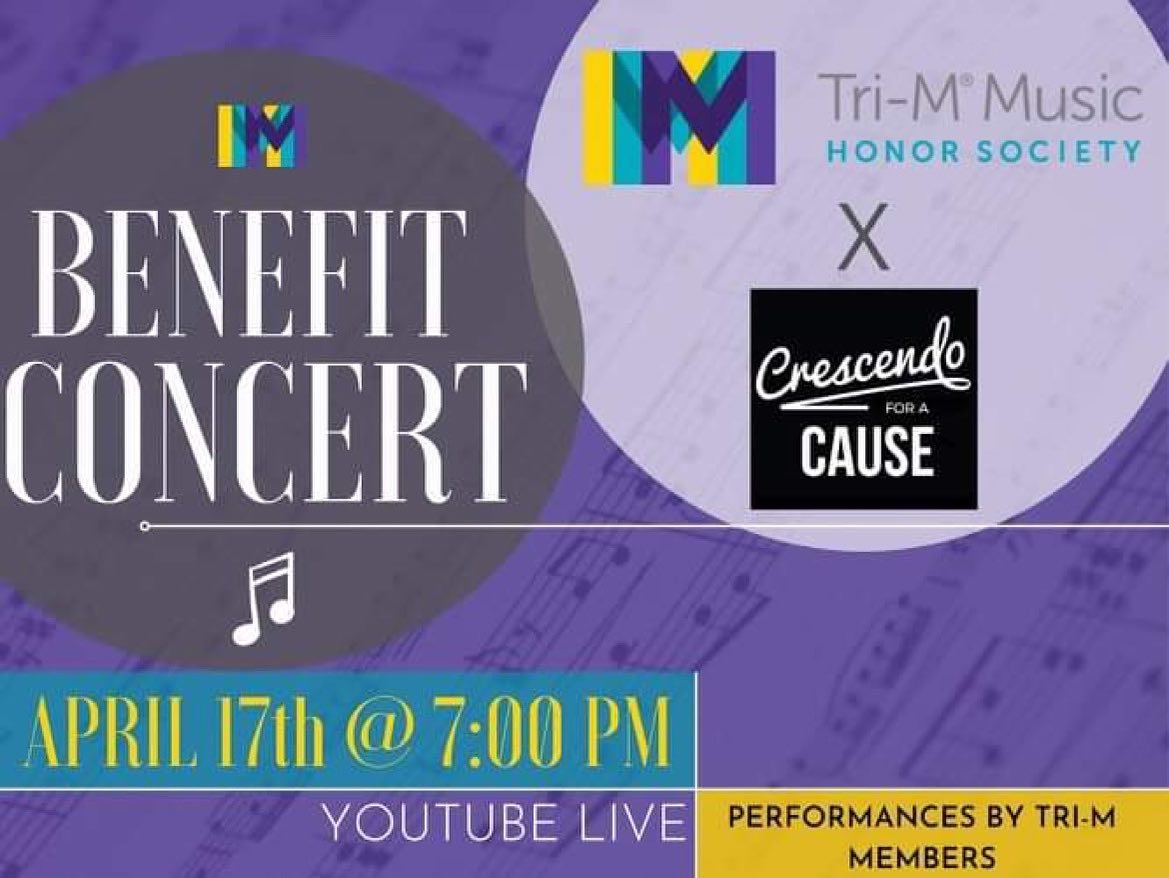 BENEFIT
CONCERT
Tri-M® Music
HONOR SOCIETY
X
Crescendo
FOR A
CAUSE
APRIL 17th @ 7:00 PM
YOUTUBE LIVE
PERFORMANCES BY TRI-M
MEMBERS